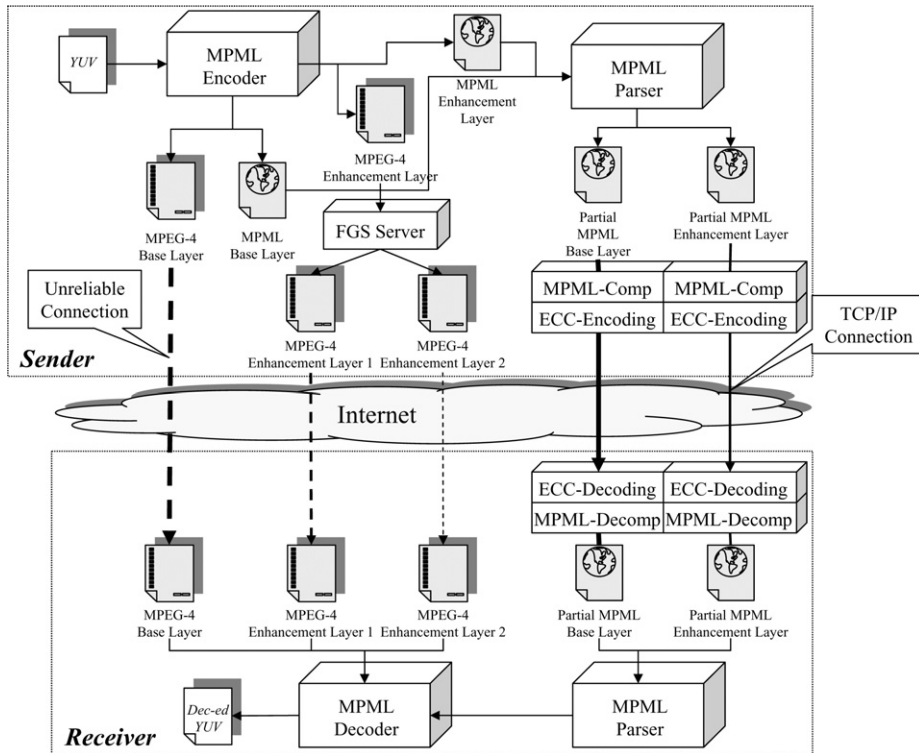 YUV
MPML
Encoder
MPML
Enhancement
Layer
MPML
Parser
MPEG-4
Enhancement Layer
MPEG-4
Base Layer
MPML
Base Layer
FGS Server
Partial
MPML
Base Layer
Partial MPML
Enhancement Layer
Unreliable
Connection
MPML-Comp
MPML-Comp
ECC-Encoding
ECC-Encoding
TCP/IP
Connection
MPEG-4
Enhancement Layer 1
MPEG-4
Enhancement Layer 2
Sender
Internet
ECC-Decoding
ECC-Decoding
MPML-Decomp
MPML-Decomp
MPEG-4
Base Layer
MPEG-4
Enhancement Layer 1
MPEG-4
Enhancement Layer 2
Partial MPML
Base Layer
Partial MPML
Enhancement Layer
Dec-ed
YUV
MPML
Decoder
MPML
Parser
Receiver